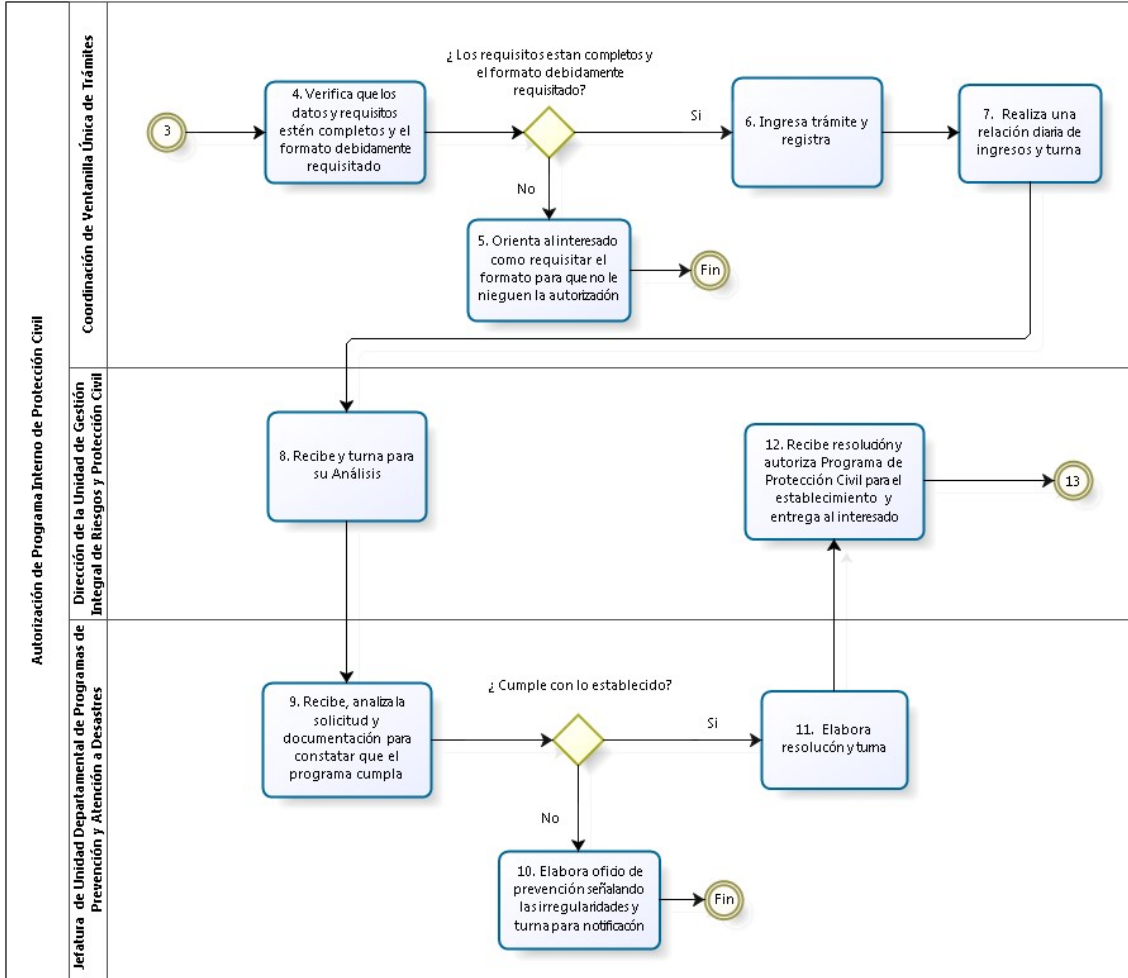 Autorización de Programa Interno de Protección Civil
Coordinación de Ventanilla Única de Trámites
¿ Los requisitos estan completos y
el formato debidamente
requisitado?
3
4. Verifica que los
datos y requisitos
estén completos y el
formato debidamente
requisitado
Si
6. Ingresa trámite y
registra
7. Realiza una
relación diaria de
ingresos y turna
No
5. Orienta al interesado
como requisitar el
formato para que no le
nieguen la autorización
Fin
Dirección de la Unidad de Gestión
Integral de Riesgos y Protección Civil
8. Recibe y turna para
su Análisis
12. Recibe resolución y
autoriza Programa de
Protección Civil para el
establecimiento y
entrega al interesado
13
Jefatura de Unidad Departamental de Programas de
Prevención y Atención a Desastres
¿ Cumple con lo establecido?
9. Recibe, analiza la
solicitud y
documentación para
constatar que el
programa cumpla
Si
11. Elabora
resolucón y turna
No
10. Elabora oficio de
prevención señalando
las irregularidades y
turna para notificacón
Fin